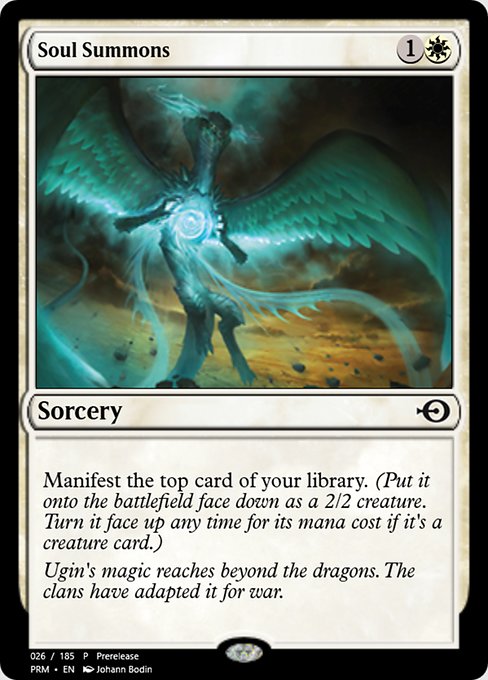 Soul Summons 1
Sorcery
Manifest the top card of your library. (Put it
onto the battlefield face down as a 2/2 creature.
Turn it face up any time for its mana cost if it's a
creature card.)
Ugin's magic reaches beyond the dragons. The
clans have adapted it for war.
026 / 185 P Prerelease
PRM • EN Johann Bodin